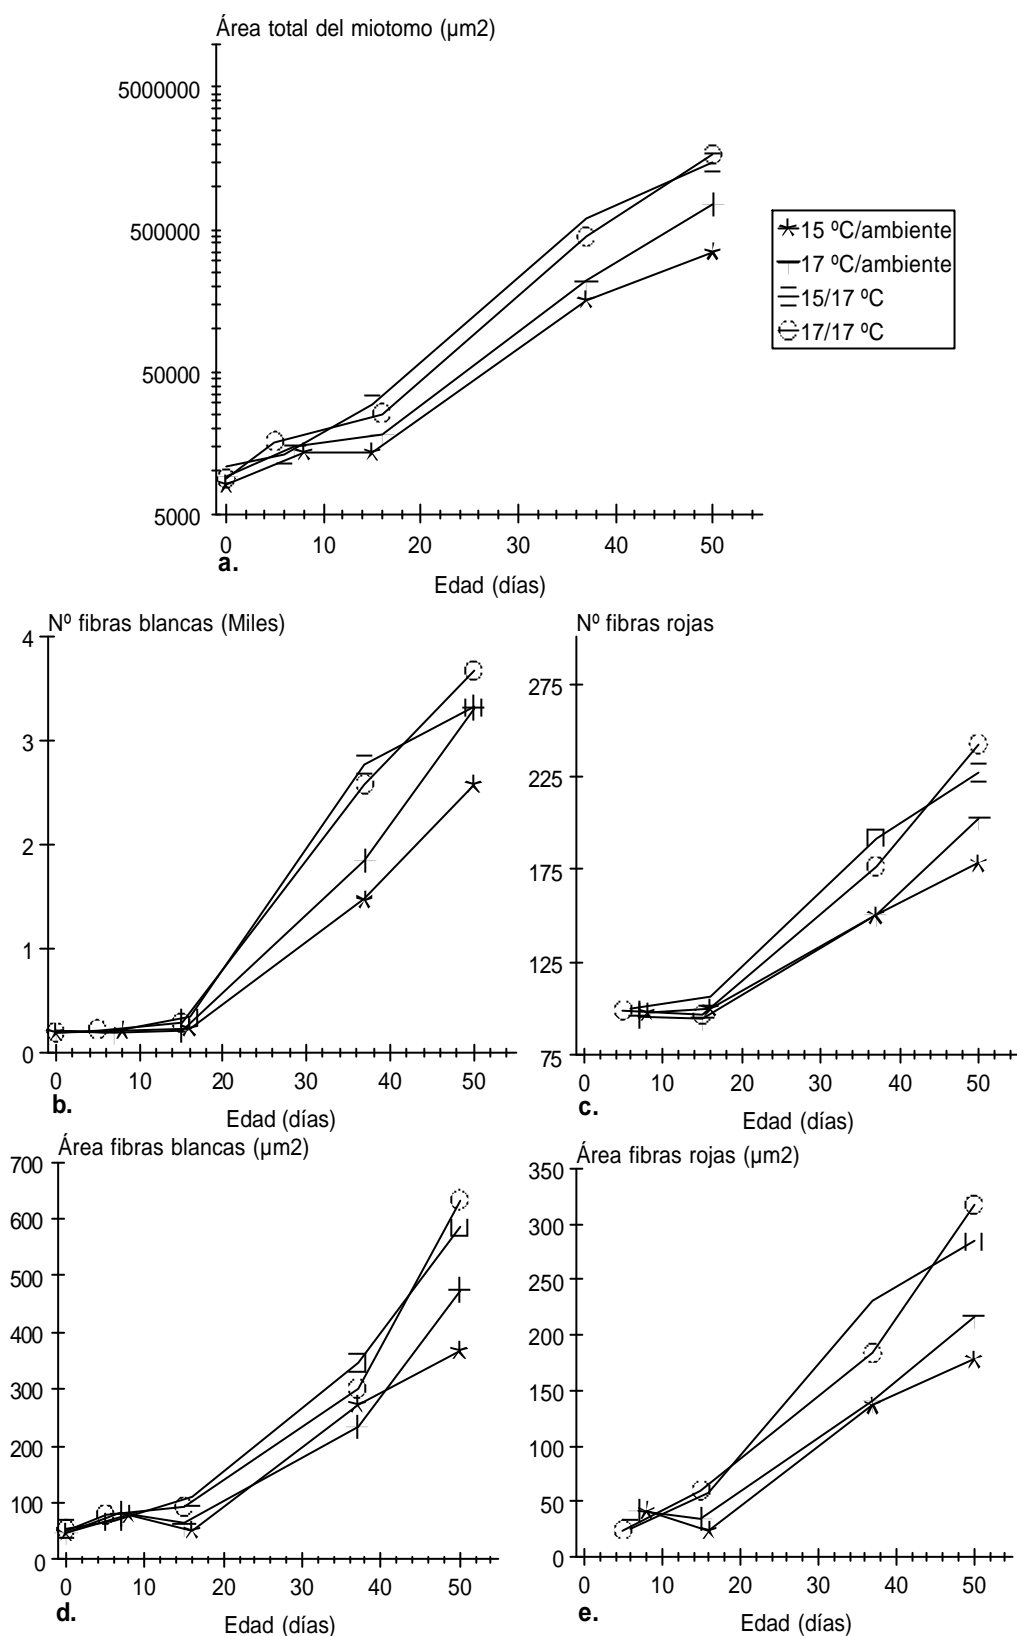 Área total del miotomo (µm2)
5000000
500000
50000
5000
0 10 20 30 40 50
a.
Edad (días)
15 ºC/ambiente
17 ºC/ambiente
15/17 ºC
17/17 ºC
Nº fibras blancas (Miles)
4
3
2
1
0
0 10 20 30 40 50
b.
Edad (días)
Nº fibras rojas
275
225
175
125
75
0 10 20 30 40 50
c.
Edad (días)
Área fibras blancas (µm2)
700
600
500
400
300
200
100
0
0 10 20 30 40 50
d.
Edad (días)
Área fibras rojas (µm2)
350
300
250
200
150
100
50
0
0 10 20 30 40 50
e.
Edad (días)